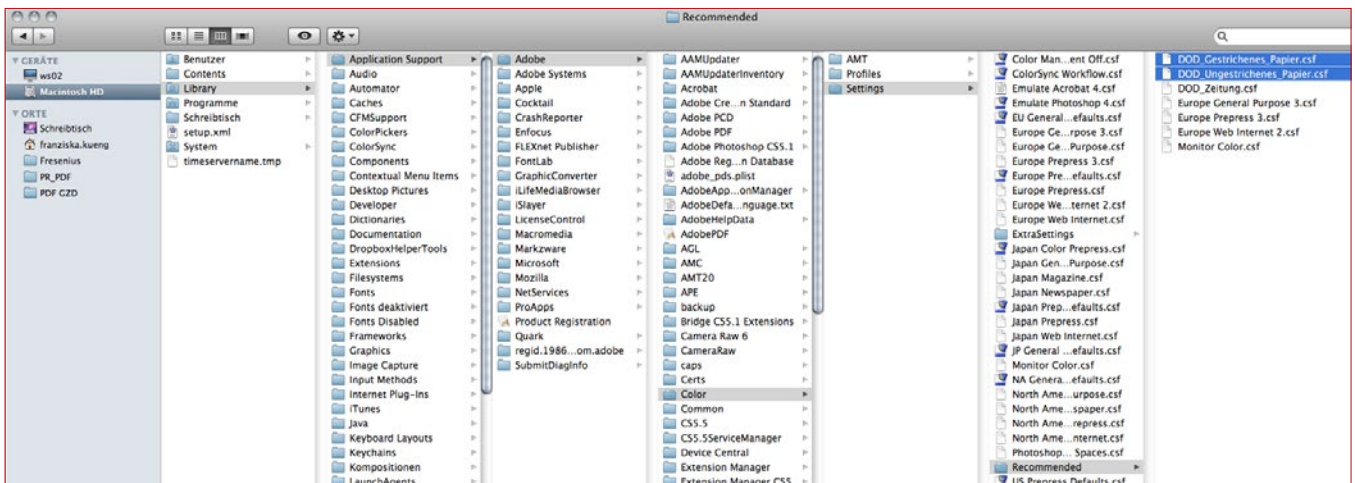 Recommended
GERÄTE
ws02
Macintosh HD
ORTE
Schreibtisch
franziska.kueng
Fresenius
PR_PDF
PDF GZD
Benutzer
Contents
Library
Programme
Schreibtisch
setup.xml
System
timeservername.tmp
Application Support
Audio
Automator
Caches
CFMSupport
ColorPickers
ColorSync
Components
Contextual Menu Items
Desktop Pictures
Developer
Dictionaries
Documentation
DropboxHelperTools
Extensions
Filesystems
Fonts
Fonts deaktiviert
Fonts Disabled
Frameworks
Graphics
Image Capture
Input Methods
Internet Plug-Ins
iTunes
Java
Keyboard Layouts
Keychains
Kompositionen
LaunchAgents
Adobe
Adobe Systems
Apple
Cocktail
CrashReporter
Enfocus
FLEXnet Publisher
FontLab
GraphicConverter
iLifeMediaBrowser
iSlayer
LicenseControl
Macromedia
Markzware
Microsoft
Mozilla
NetServices
ProApps
Product Registration
Quark
regid.1986...om.adobe
SubmitDiagInfo
AAMUpdater
AAMUpdaterInventory
Acrobat
Adobe Cre...n Standard
Adobe PCD
Adobe PDF
Adobe Photoshop CS5.1
Adobe Reg...n Database
adobe_pds.plist
AdobeApp...onManager
AdobeDefa...nguage.txt
AdobeHelpData
AdobePDF
AGL
AMC
AMT20
APE
backup
Bridge CS5.1 Extensions
Camera Raw 6
CameraRaw
caps
Certs
Color
Common
CS5.5
CS5.5ServiceManager
Device Central
Extension Manager
Extension Manager CS5
AMT
Profiles
Settings
Color Man...ent Off.csf
ColorSync Workflow.csf
Emulate Acrobat 4.csf
Emulate Photoshop 4.csf
EU General...efaults.csf
Europe Ge...rpose 3.csf
Europe Ge...Purpose.csf
Europe Prepress 3.csf
Europe Pre...efaults.csf
Europe Prepress.csf
Europe We...ternet 2.csf
Europe Web Internet.csf
ExtraSettings
Japan Color Prepress.csf
Japan Gen...Purpose.csf
Japan Magazine.csf
Japan Newspaper.csf
Japan Prep...efaults.csf
Japan Prepress.csf
Japan Web Internet.csf
JP General ...efaults.csf
Monitor Color.csf
NA Genera...efaults.csf
North Ame...urpose.csf
North Ame...spaper.csf
North Ame...repress.csf
North Ame...nternet.csf
Photoshop... Spaces.csf
Recommended
US Prepress Defaults.csf
DOD_Gestrichenes_Papier.csf
DOD_Ungestrichenes_Papier.csf
DOD_Zeitung.csf
Europe General Purpose 3.csf
Europe Prepress 3.csf
Europe Web Internet 2.csf
Monitor Color.csf